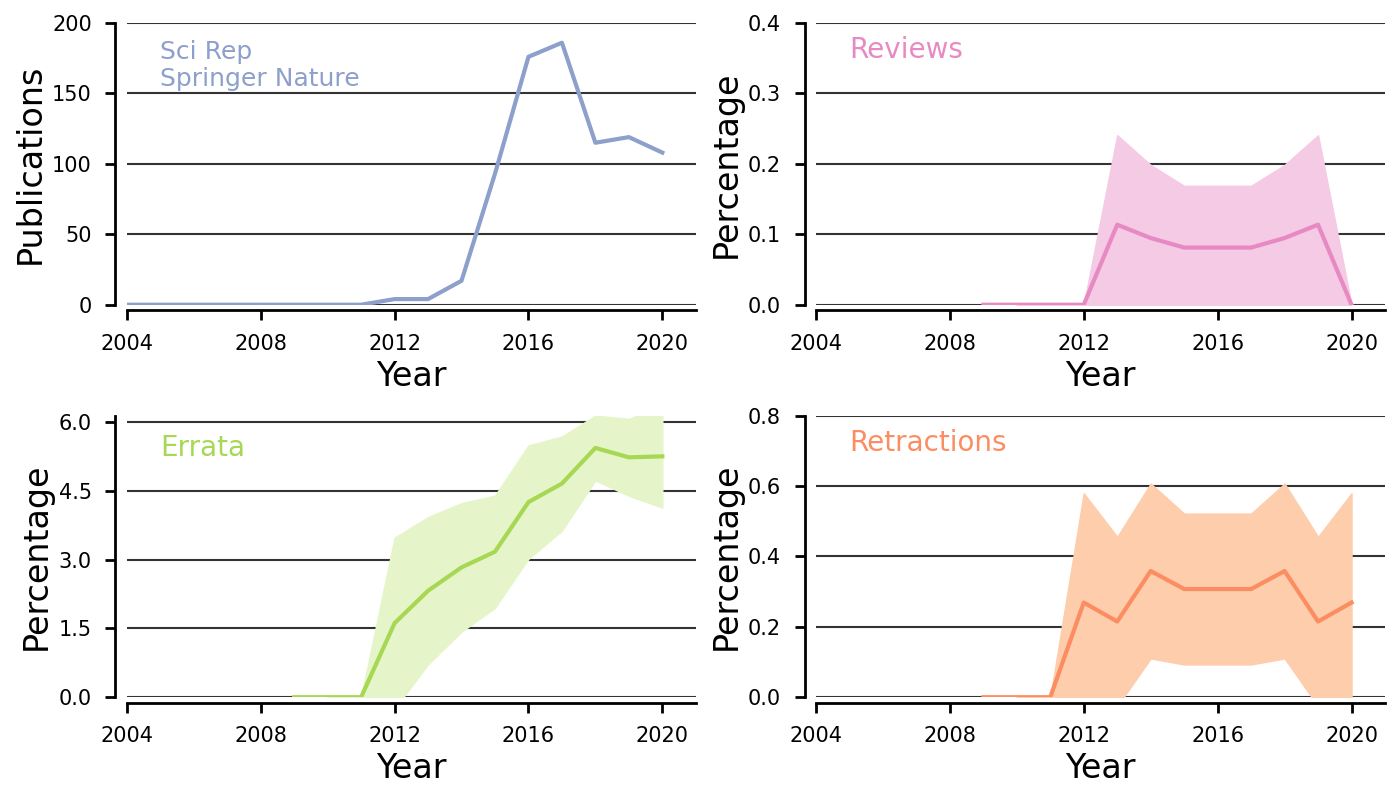 200
150
100
50
0
Publications
Sci Rep
Springer Nature
2004 2008 2012 2016 2020
Year
0.4
0.3
0.2
0.1
0.0
Percentage
Reviews
2004 2008 2012 2016 2020
Year
6.0
4.5
3.0
1.5
0.0
Percentage
Errata
2004 2008 2012 2016 2020
Year
0.8
0.6
0.4
0.2
0.0
Percentage
Retractions
2004 2008 2012 2016 2020
Year